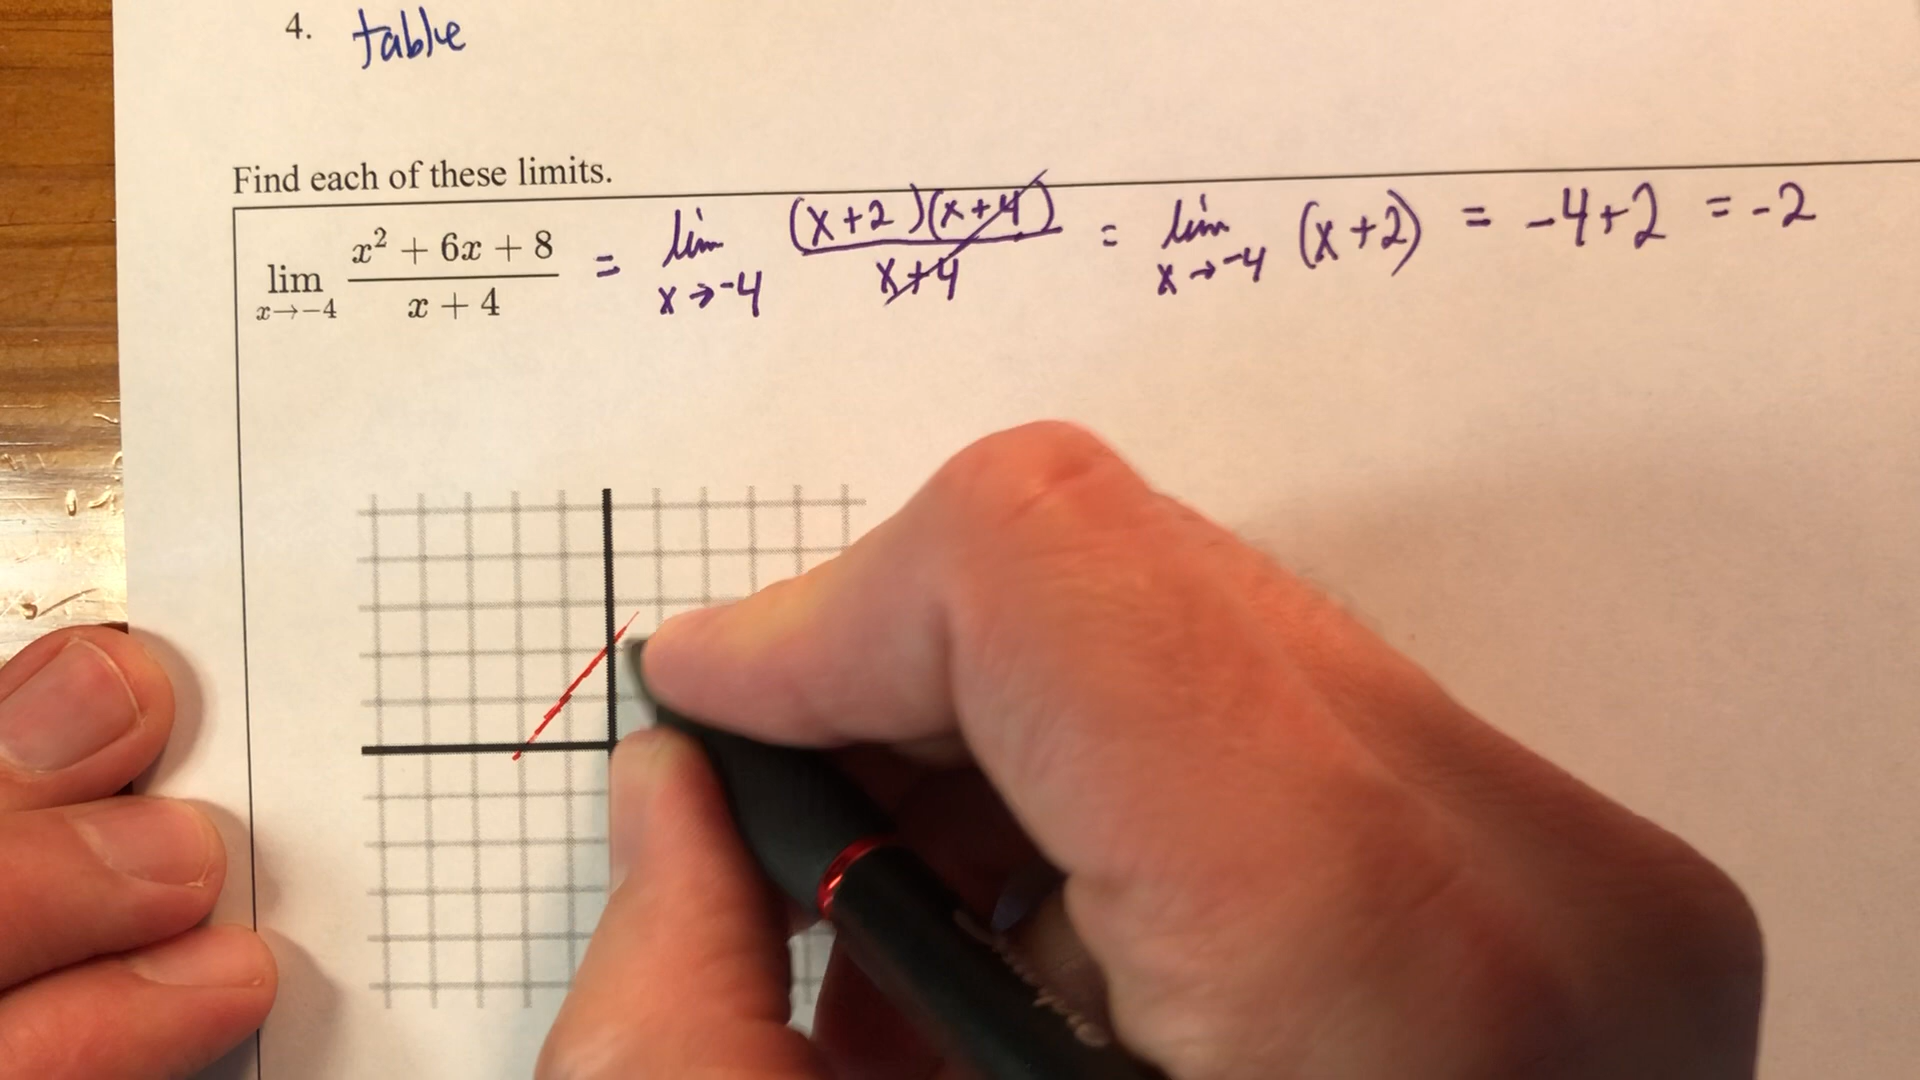 4. table
Find each of these limits.
lim x→-4 (x² + 6x + 8)/(x + 4) = lim x→-4 (x+2)(x+4)/(x+4) = lim x→-4 (x+2) = -4+2 = -2